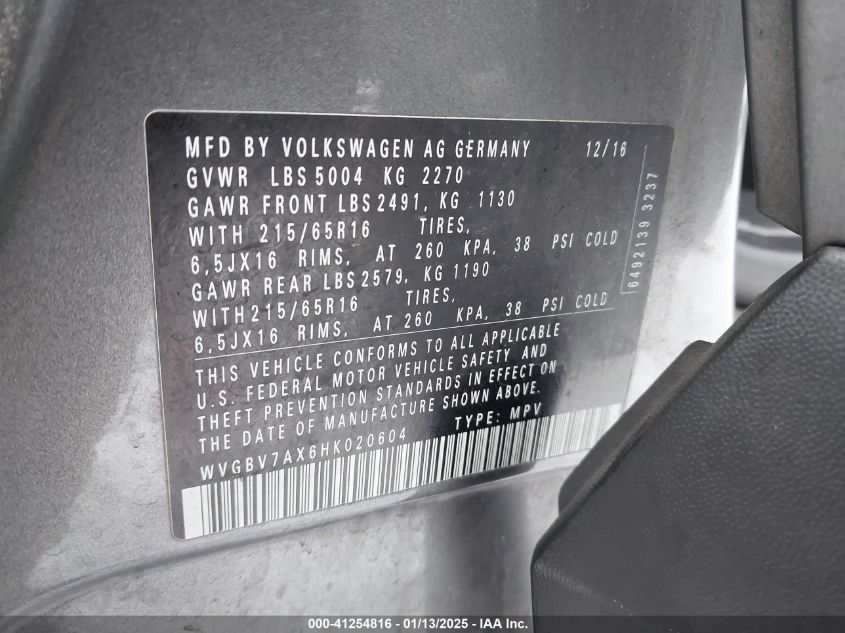 MFD BY VOLKSWAGEN AG GERMANY 12/16
GVWR LBS 5004 KG 2270
GAWR FRONT LBS 2491, KG 1130
WITH 215/65R16 TIRES,
6,5JX16 RIMS, AT 260 KPA, 38 PSI COLD
GAWR REAR LBS 2579, KG 1190
WITH 215/65R16 TIRES,
6,5JX16 RIMS, AT 260 KPA, 38 PSI COLD
THIS VEHICLE CONFORMS TO ALL APPLICABLE
U.S. FEDERAL MOTOR VEHICLE SAFETY AND
THEFT PREVENTION STANDARDS IN EFFECT ON
THE DATE OF MANUFACTURE SHOWN ABOVE.
WVGBV7AX6HK020604 TYPE: MPV
6492139 3237
000-41254816 - 01/13/2025 - IAA Inc.